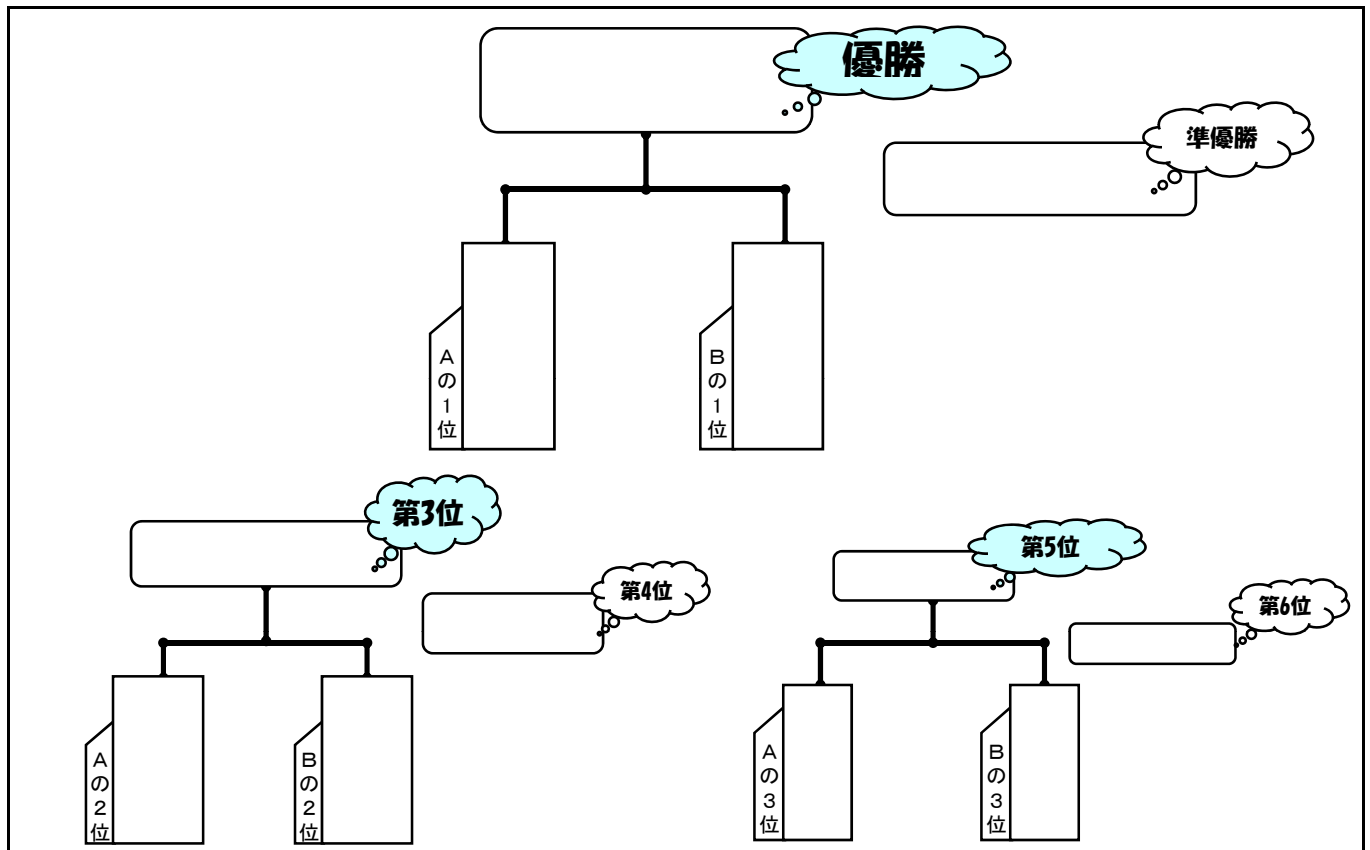 優勝
準優勝
Aの1位
Bの1位
第3位
第4位
第5位
第6位
Aの2位
Bの2位
Aの3位
Bの3位